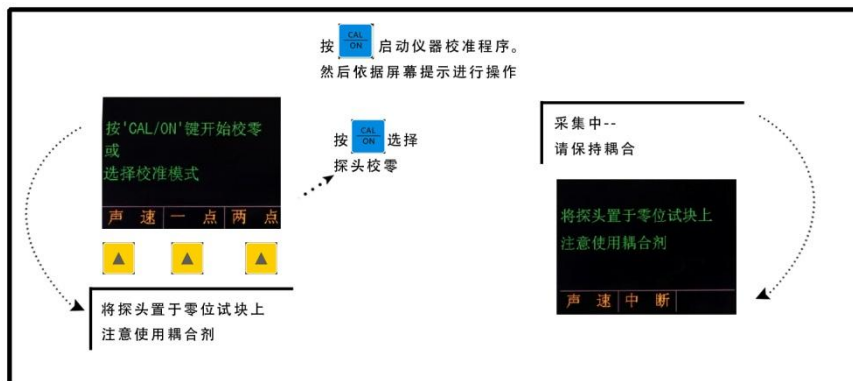 按 CAL/ON 启动仪器校准程序。
然后依据屏幕提示进行操作
按'CAL/ON'键开始校零
或
选择校准模式
声 速 一 点 两 点
按 CAL/ON 选择
探头校零
将探头置于零位试块上
注意使用耦合剂
采集中--
请保持耦合
将探头置于零位试块上
注意使用耦合剂
声 速 中 断